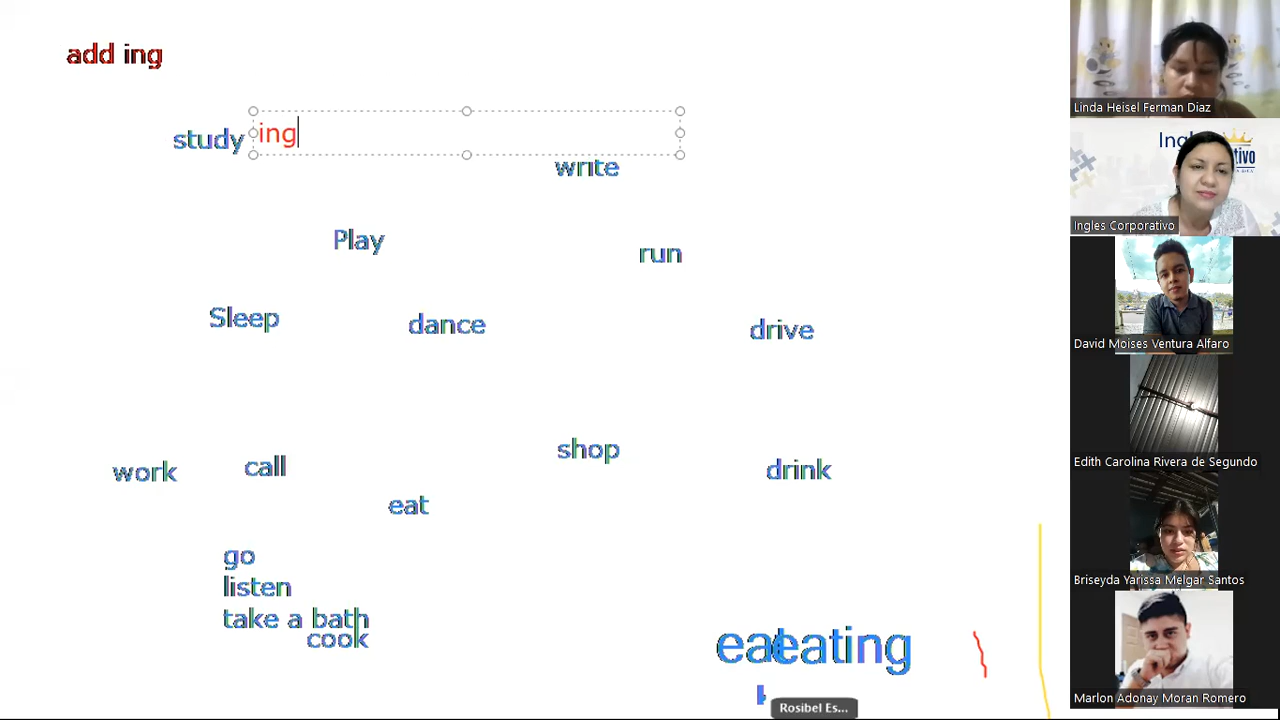 add ing
study
ing
write
Play
run
Sleep
dance
drive
shop
work
call
drink
eat
go
listen
take a bath
cook
eat
eating
Rosibel Es...
Linda Heisel Ferman Diaz
Ingles Corporativo
David Moises Ventura Alfaro
Edith Carolina Rivera de Segundo
Briseyda Yarissa Melgar Santos
Marlon Adonay Moran Romero